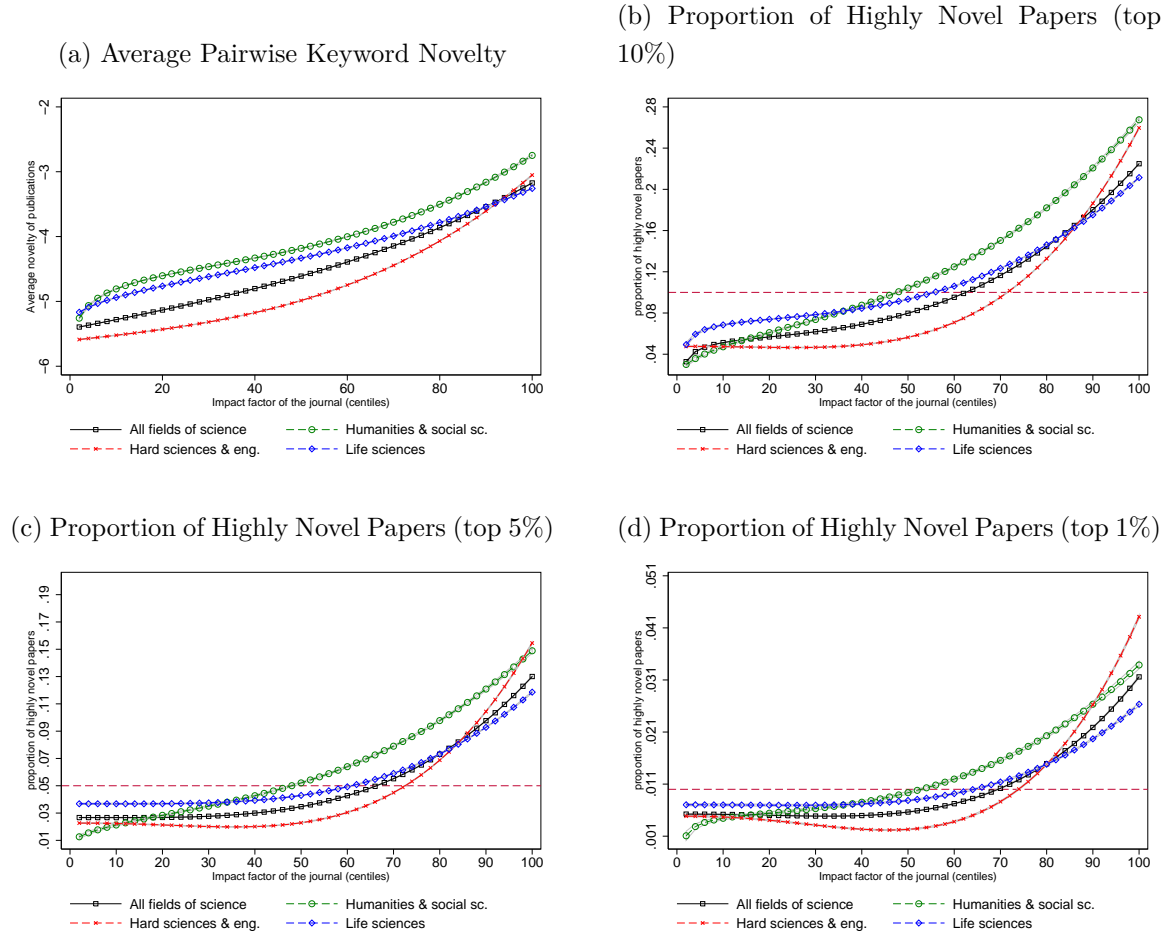 (a) Average Pairwise Keyword Novelty
Average novelty of publications
-2
-3
-4
-5
-6
0 20 40 60 80 100
Impact factor of the journal (centiles)
All fields of science Humanities & social sc.
Hard sciences & eng. Life sciences
(b) Proportion of Highly Novel Papers (top
10%)
proportion of highly novel papers
.28
.24
.2
.16
.12
.08
.04
0 10 20 30 40 50 60 70 80 90 100
Impact factor of the journal (centiles)
All fields of science Humanities & social sc.
Hard sciences & eng. Life sciences
(c) Proportion of Highly Novel Papers (top 5%)
proportion of highly novel papers
.19
.17
.15
.13
.11
.09
.07
.05
.03
.01
0 10 20 30 40 50 60 70 80 90 100
Impact factor of the journal (centiles)
All fields of science Humanities & social sc.
Hard sciences & eng. Life sciences
(d) Proportion of Highly Novel Papers (top 1%)
proportion of highly novel papers
.051
.041
.031
.021
.011
.001
0 10 20 30 40 50 60 70 80 90 100
Impact factor of the journal (centiles)
All fields of science Humanities & social sc.
Hard sciences & eng. Life sciences